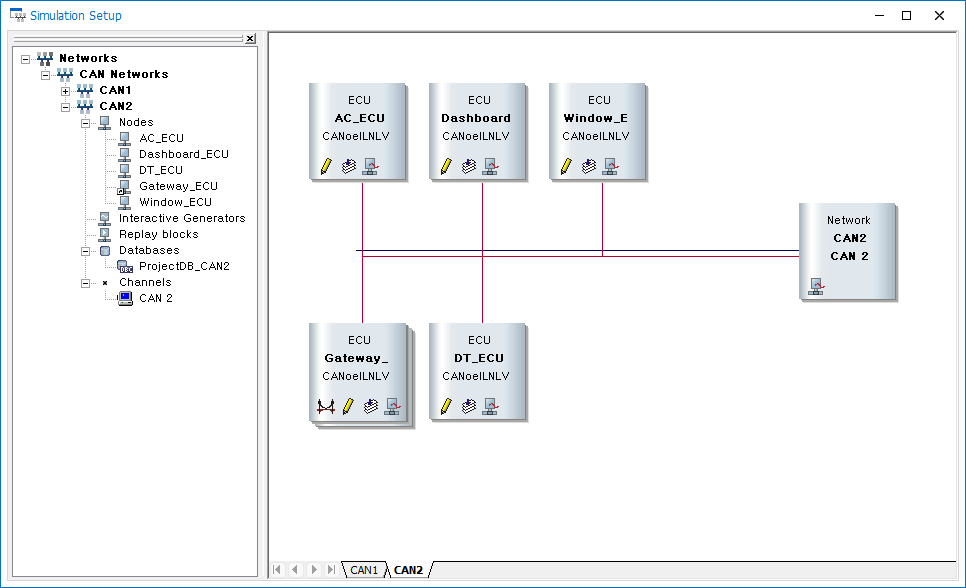 Simulation Setup
Networks
CAN Networks
CAN1
CAN2
Nodes
AC_ECU
Dashboard_ECU
DT_ECU
Gateway_ECU
Window_ECU
Interactive Generators
Replay blocks
Databases
DBC
ProjectDB_CAN2
Channels
CAN 2
ECU
AC_ECU
CANoeILNLV
ECU
Dashboard
CANoeILNLV
ECU
Window_E
CANoeILNLV
Network
CAN2
CAN 2
ECU
Gateway_
CANoeILNLV
ECU
DT_ECU
CANoeILNLV
CAN1
CAN2